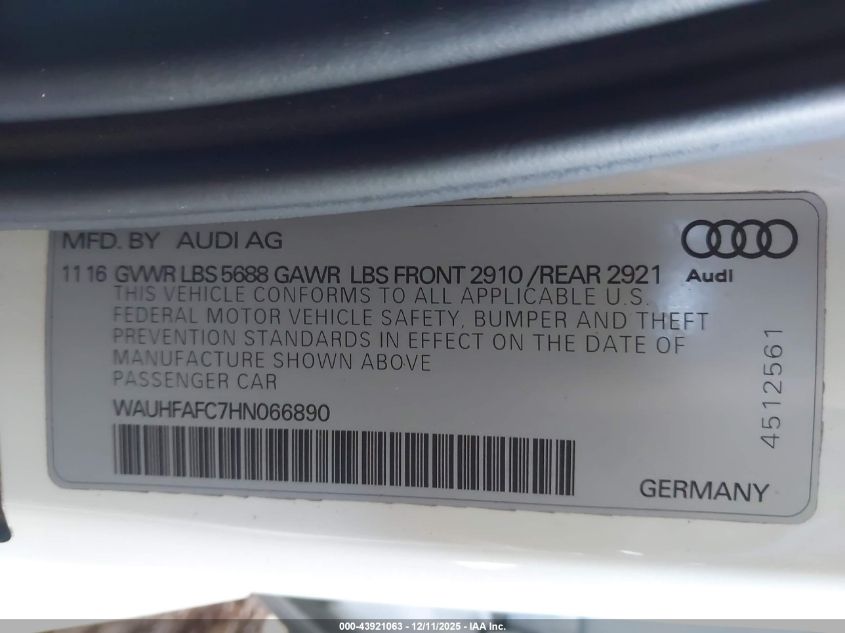 MFD. BY AUDI AG
11 16 GVWR LBS 5688 GAWR LBS FRONT 2910 /REAR 2921
Audi
THIS VEHICLE CONFORMS TO ALL APPLICABLE U.S.
FEDERAL MOTOR VEHICLE SAFETY, BUMPER AND THEFT
PREVENTION STANDARDS IN EFFECT ON THE DATE OF
MANUFACTURE SHOWN ABOVE
PASSENGER CAR
WAUHFAFC7HN066890
4512561
GERMANY
000-43921063 - 12/11/2025 - IAA Inc.